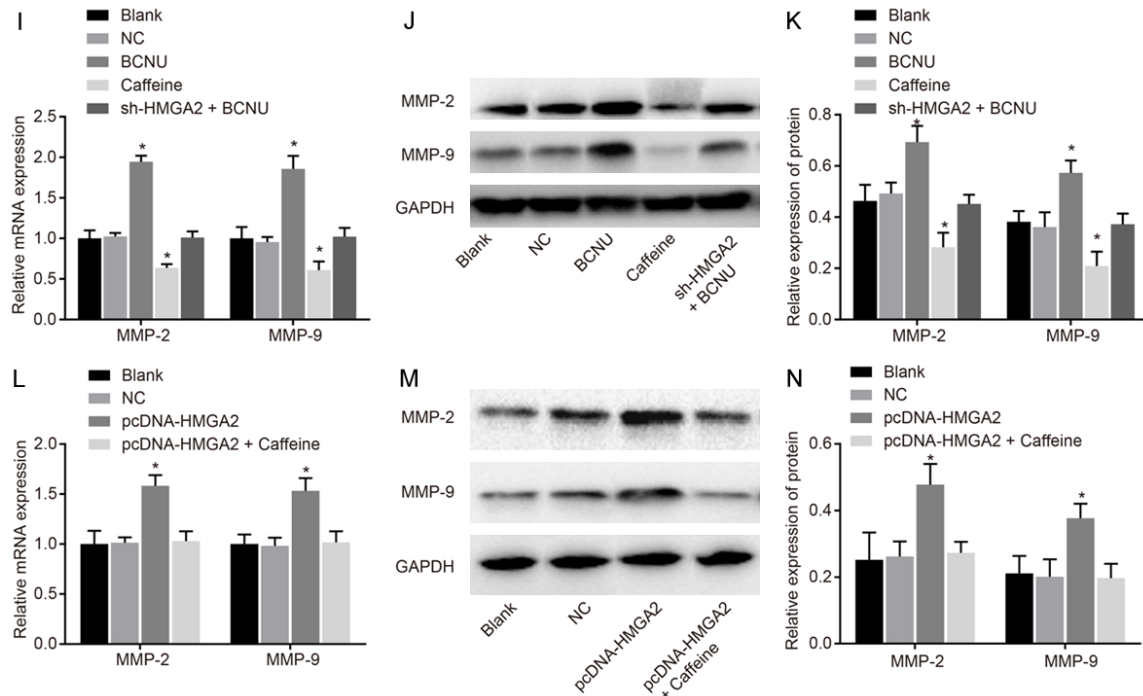 I
Blank
NC
BCNU
Caffeine
sh-HMGA2 + BCNU
Relative mRNA expression
2.5
2.0
1.5
1.0
0.5
0.0
*
*
*
*
MMP-2
MMP-9
J
MMP-2
MMP-9
GAPDH
Blank
NC
BCNU
Caffeine
sh-HMGA2
+ BCNU
K
Blank
NC
BCNU
Caffeine
sh-HMGA2 + BCNU
Relative expression of protein
0.8
0.6
0.4
0.2
0.0
*
*
*
*
MMP-2
MMP-9
L
Blank
NC
pcDNA-HMGA2
pcDNA-HMGA2 + Caffeine
Relative mRNA expression
2.0
1.5
1.0
0.5
0.0
*
*
MMP-2
MMP-9
M
MMP-2
MMP-9
GAPDH
Blank
NC
pcDNA-HMGA2
pcDNA-HMGA2
+ Caffeine
N
Blank
NC
pcDNA-HMGA2
pcDNA-HMGA2 + Caffeine
Relative expression of protein
0.6
0.4
0.2
0.0
*
*
MMP-2
MMP-9